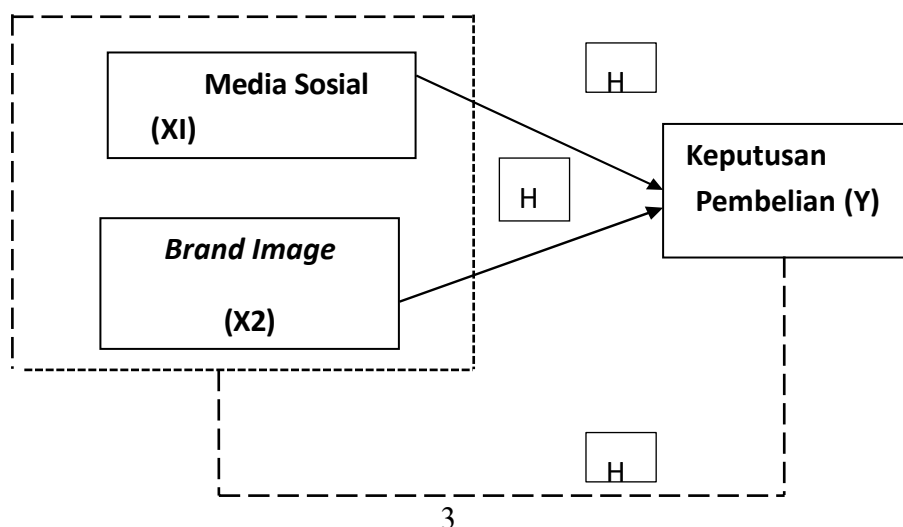 H
Media Sosial
(XI)
Keputusan
Pembelian (Y)
H
Brand Image
(X2)
H
3